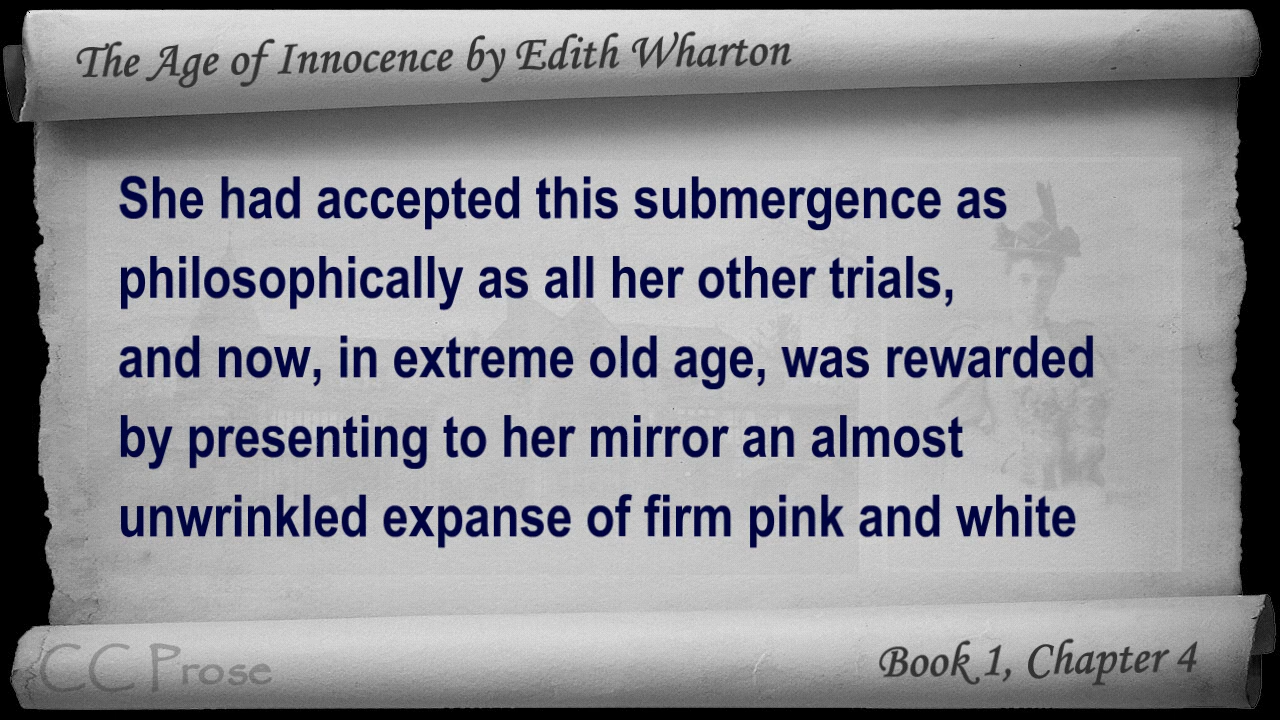 The Age of Innocence by Edith Wharton
She had accepted this submergence as
philosophically as all her other trials,
and now, in extreme old age, was rewarded
by presenting to her mirror an almost
unwrinkled expanse of firm pink and white
CC Prose
Book 1, Chapter 4